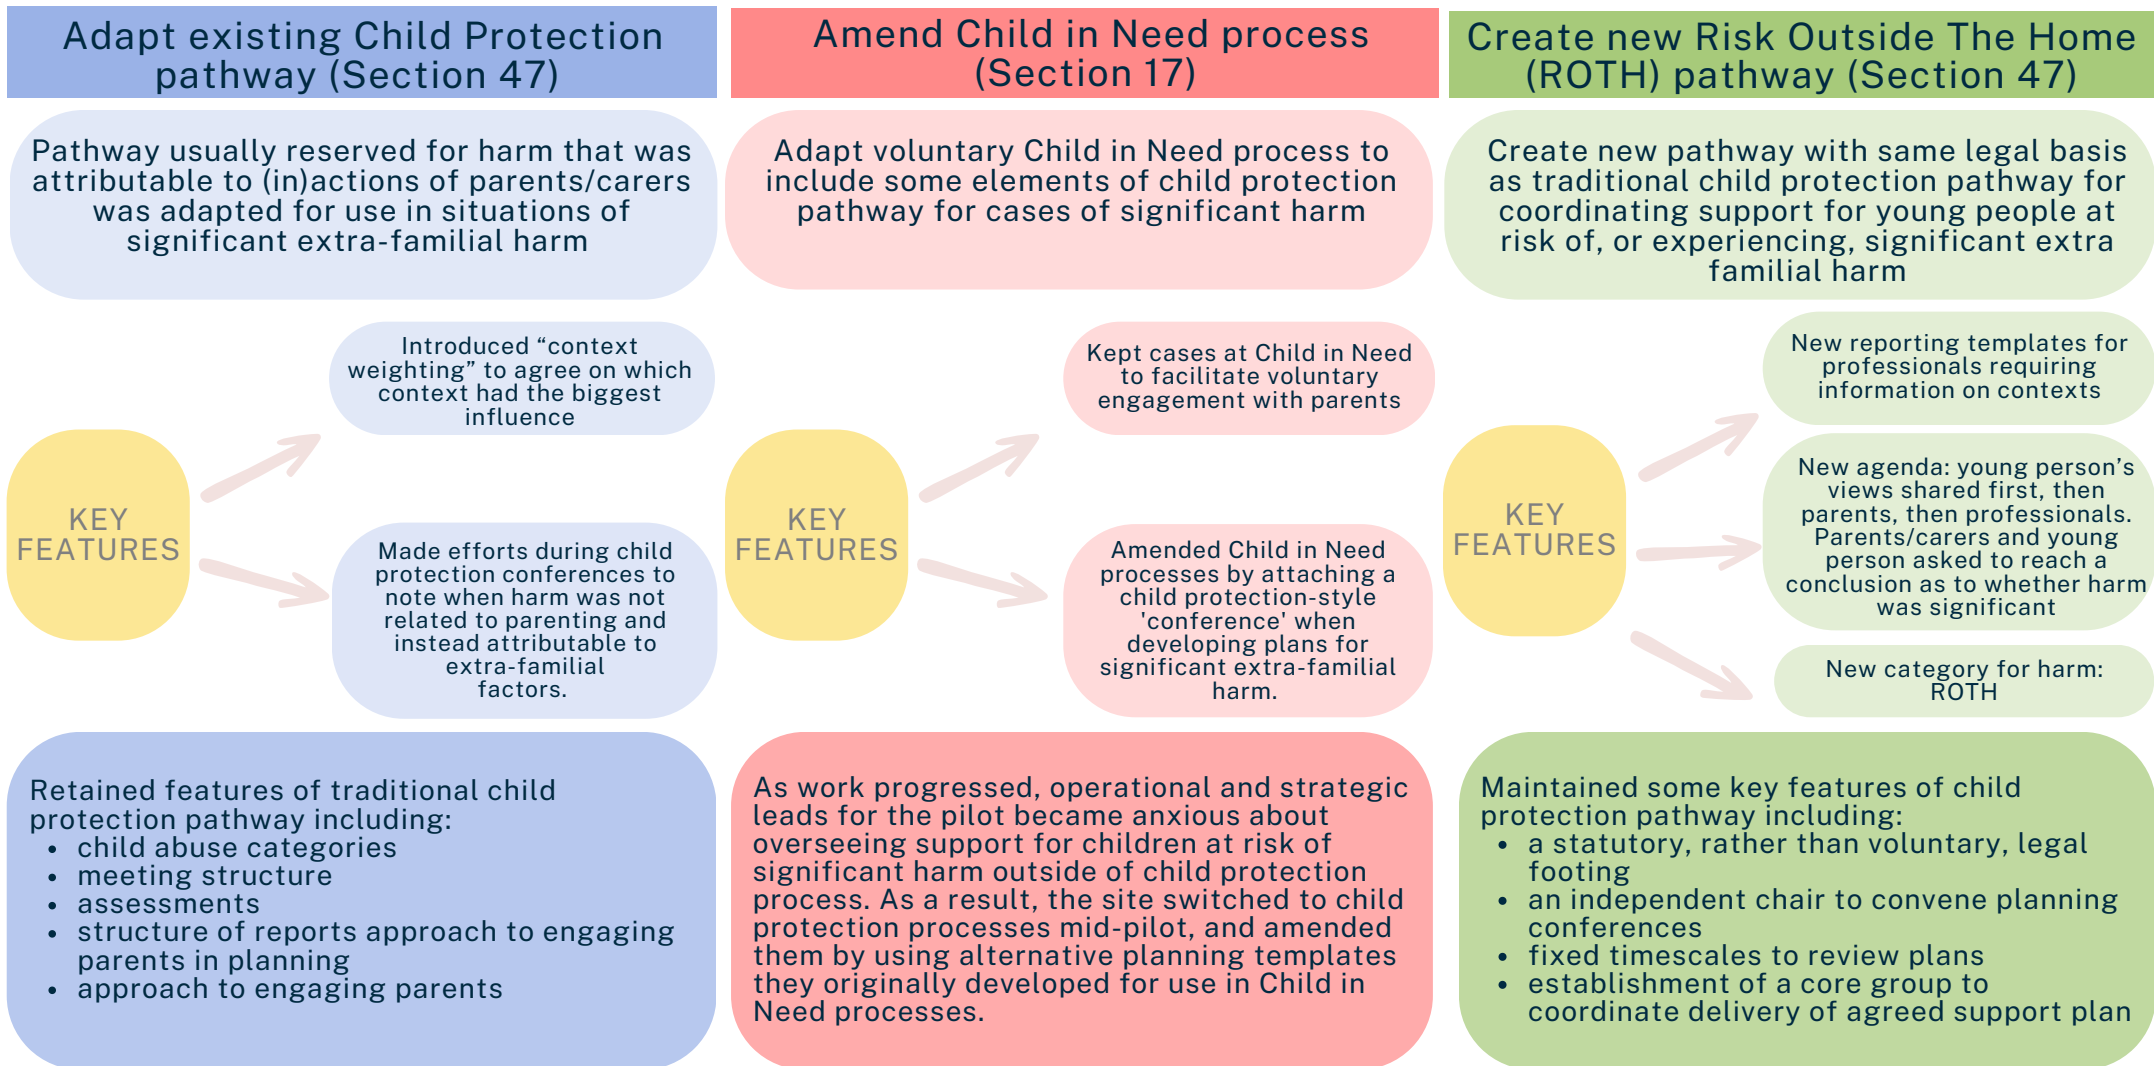 Adapt existing Child Protection
pathway (Section 47)
Pathway usually reserved for harm that was
attributable to (in)actions of parents/carers
was adapted for use in situations of
significant extra-familial harm
KEY
FEATURES
Introduced “context
weighting” to agree on which
context had the biggest
influence
Made efforts during child
protection conferences to
note when harm was not
related to parenting and
instead attributable to
extra-familial
factors.
Retained features of traditional child
protection pathway including:
• child abuse categories
• meeting structure
• assessments
• structure of reports approach to engaging
parents in planning
• approach to engaging parents
Amend Child in Need process
(Section 17)
Adapt voluntary Child in Need process to
include some elements of child protection
pathway for cases of significant harm
KEY
FEATURES
Kept cases at Child in Need
to facilitate voluntary
engagement with parents
Amended Child in Need
processes by attaching a
child protection-style
'conference' when
developing plans for
significant extra-familial
harm.
As work progressed, operational and strategic
leads for the pilot became anxious about
overseeing support for children at risk of
significant harm outside of child protection
process. As a result, the site switched to child
protection processes mid-pilot, and amended
them by using alternative planning templates
they originally developed for use in Child in
Need processes.
Create new Risk Outside The Home
(ROTH) pathway (Section 47)
Create new pathway with same legal basis
as traditional child protection pathway for
coordinating support for young people at
risk of, or experiencing, significant extra
familial harm
KEY
FEATURES
New reporting templates for
professionals requiring
information on contexts
New agenda: young person’s
views shared first, then
parents, then professionals.
Parents/carers and young
person asked to reach a
conclusion as to whether harm
was significant
New category for harm:
ROTH
Maintained some key features of child
protection pathway including:
• a statutory, rather than voluntary, legal
footing
• an independent chair to convene planning
conferences
• fixed timescales to review plans
• establishment of a core group to
coordinate delivery of agreed support plan